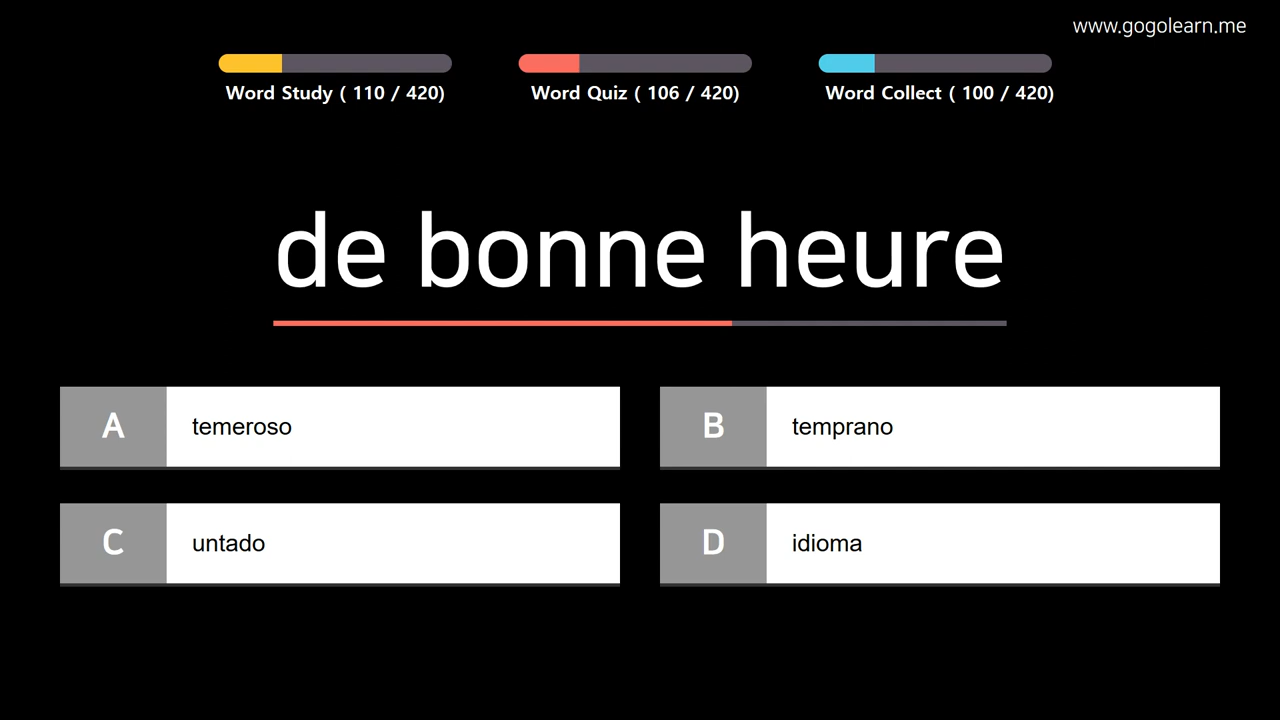 www.gogolearn.me
Word Study ( 110 / 420)
Word Quiz ( 106 / 420)
Word Collect ( 100 / 420)
de bonne heure
A temeroso
B temprano
C untado
D idioma